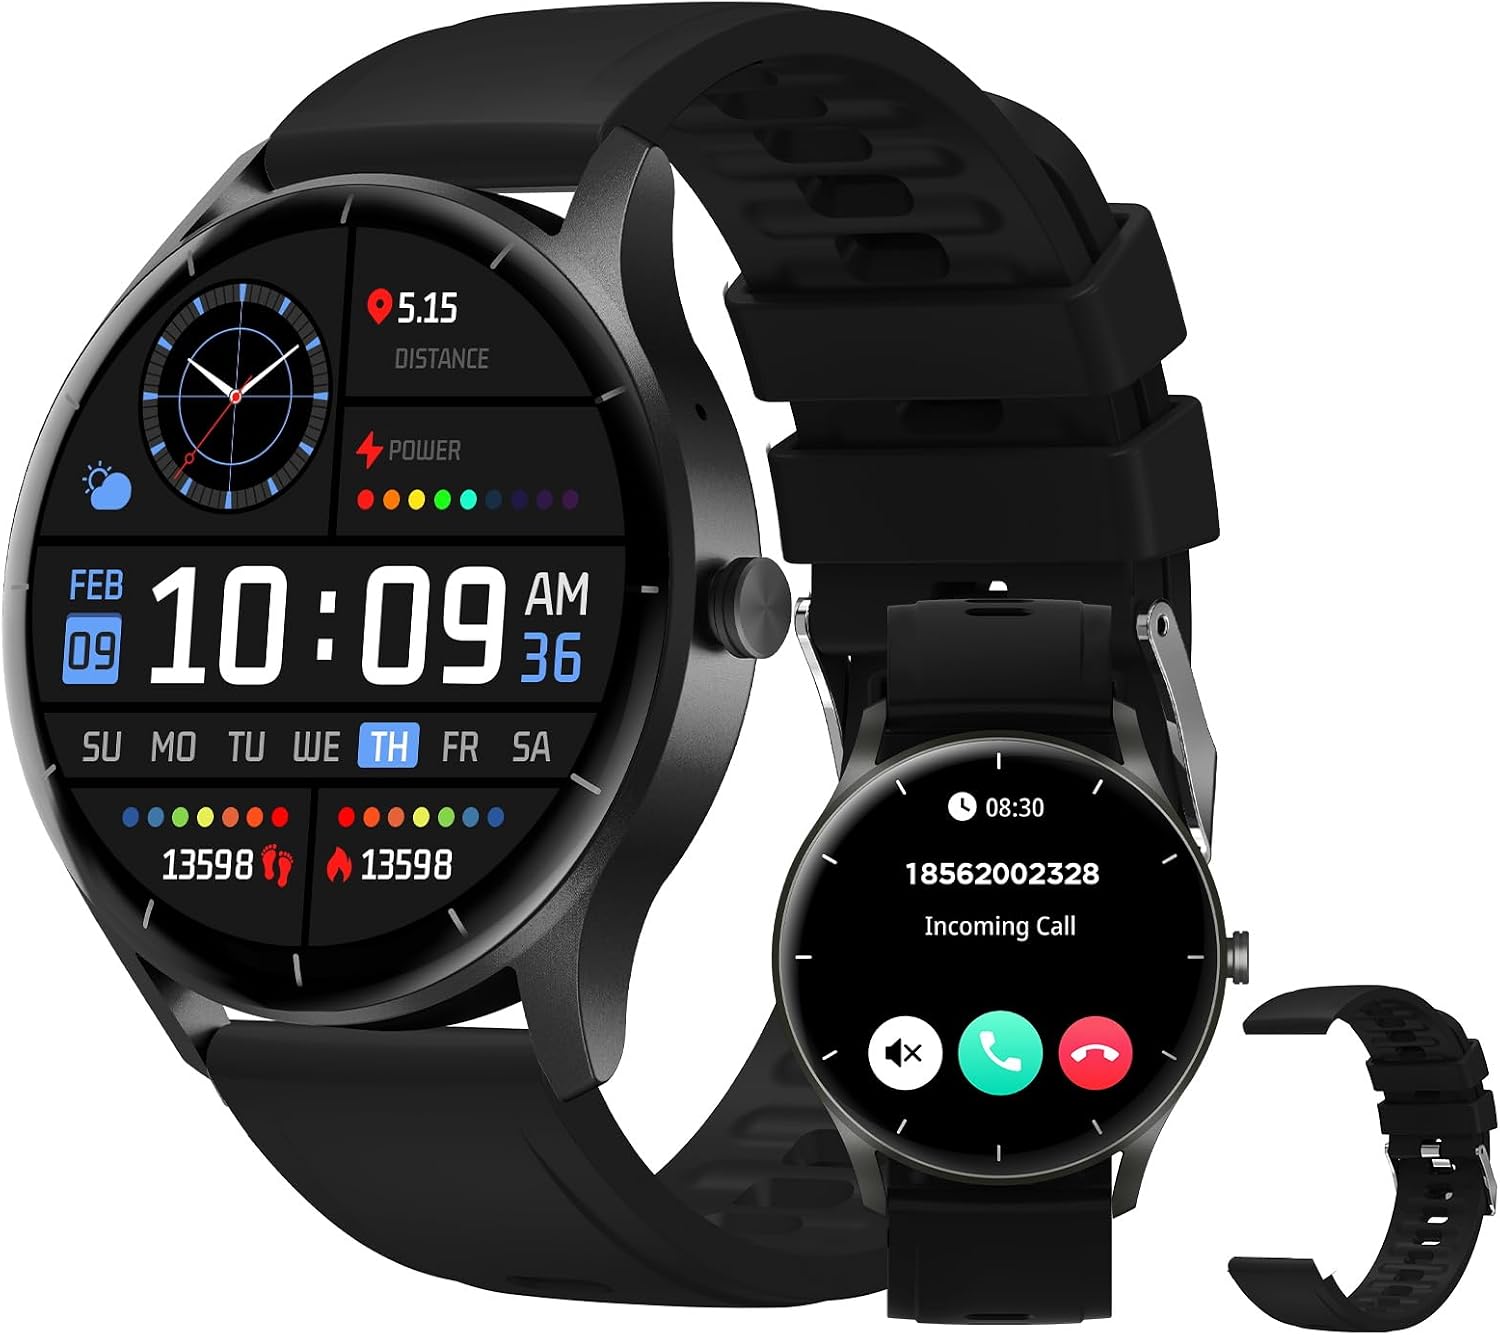 5.15
DISTANCE
POWER
FEB
09
10:09
AM
36
SU MO TU WE TH FR SA
13598
13598
08:30
18562002328
Incoming Call